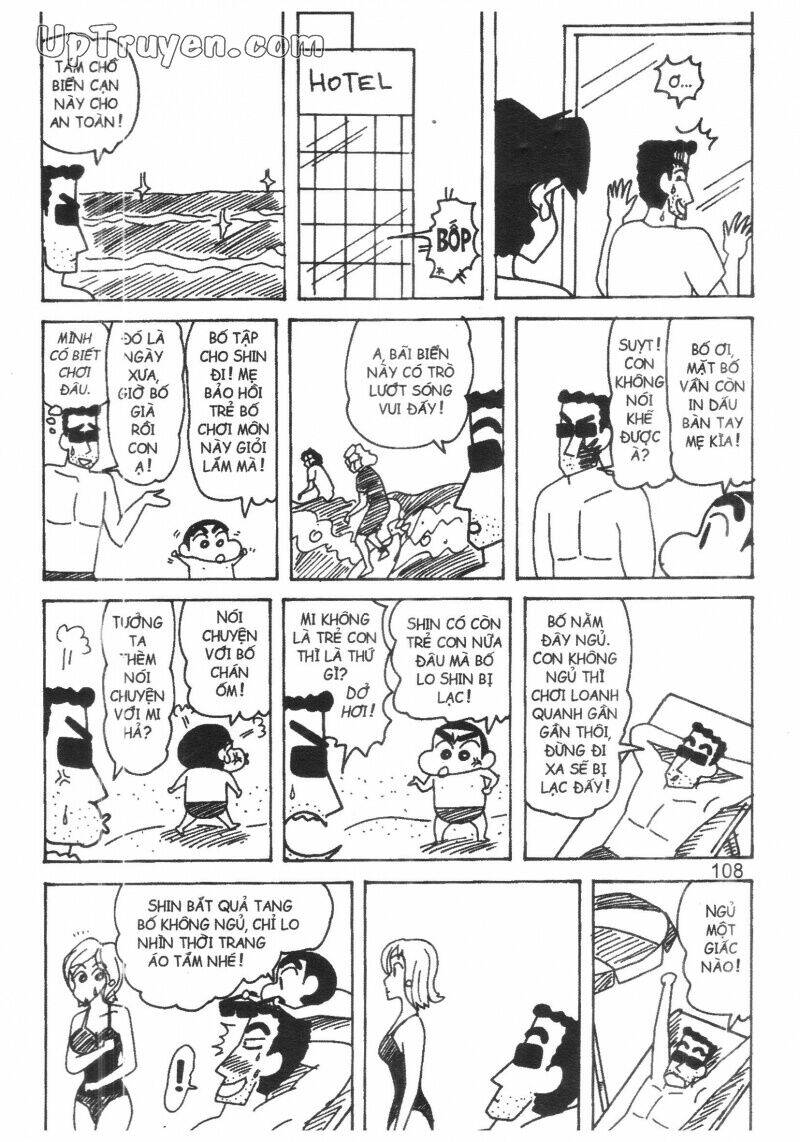 UpTruyen.com
Ơ...
HOTEL
BỐP
TẮM CHỖ
BIỂN CẠN
NÀY CHO
AN TOÀN!
BỐ ƠI,
MẶT BỐ
VẪN CÒN
IN DẤU
BÀN TAY
MẸ KÌA!
SUYT!
CON
KHÔNG
NÓI
KHẼ
ĐƯỢC
À?
A, BÃI BIỂN
NÀY CÓ TRÒ
LƯỚT SÓNG
VUI ĐẤY!
BỐ TẬP
CHO SHIN
ĐI! MẸ
BẢO HỒI
TRẺ BỐ
CHƠI MÔN
NÀY GIỎI
LẮM MÀ!
ĐÓ LÀ
NGÀY
XƯA,
GIỜ BỐ
GIÀ
RỒI
CON
Ạ!
MÌNH
CÓ BIẾT
CHƠI
ĐÂU.
BỐ NẰM
ĐÂY NGỦ.
CON KHÔNG
NGỦ THÌ
CHƠI LOANH
QUANH GẦN
GẦN THÔI,
ĐỪNG ĐI
XA SẼ BỊ
LẠC ĐẤY!
SHIN CÓ CÒN
TRẺ CON NỮA
ĐÂU MÀ BỐ
LO SHIN BỊ
LẠC!
MI KHÔNG
LÀ TRẺ CON
THÌ LÀ THỨ
GÌ?
DỞ
HƠI!
NÓI
CHUYỆN
VỚI BỐ
CHÁN
ỐM!
TƯỞNG
TA
THÈM
NÓI
CHUYỆN
VỚI MI
HẢ?
108
NGỦ
MỘT
GIẤC
NÀO!
SHIN BẮT QUẢ TANG
BỐ KHÔNG NGỦ, CHỈ LO
NHÌN THỜI TRANG
ÁO TẮM NHÉ!
!